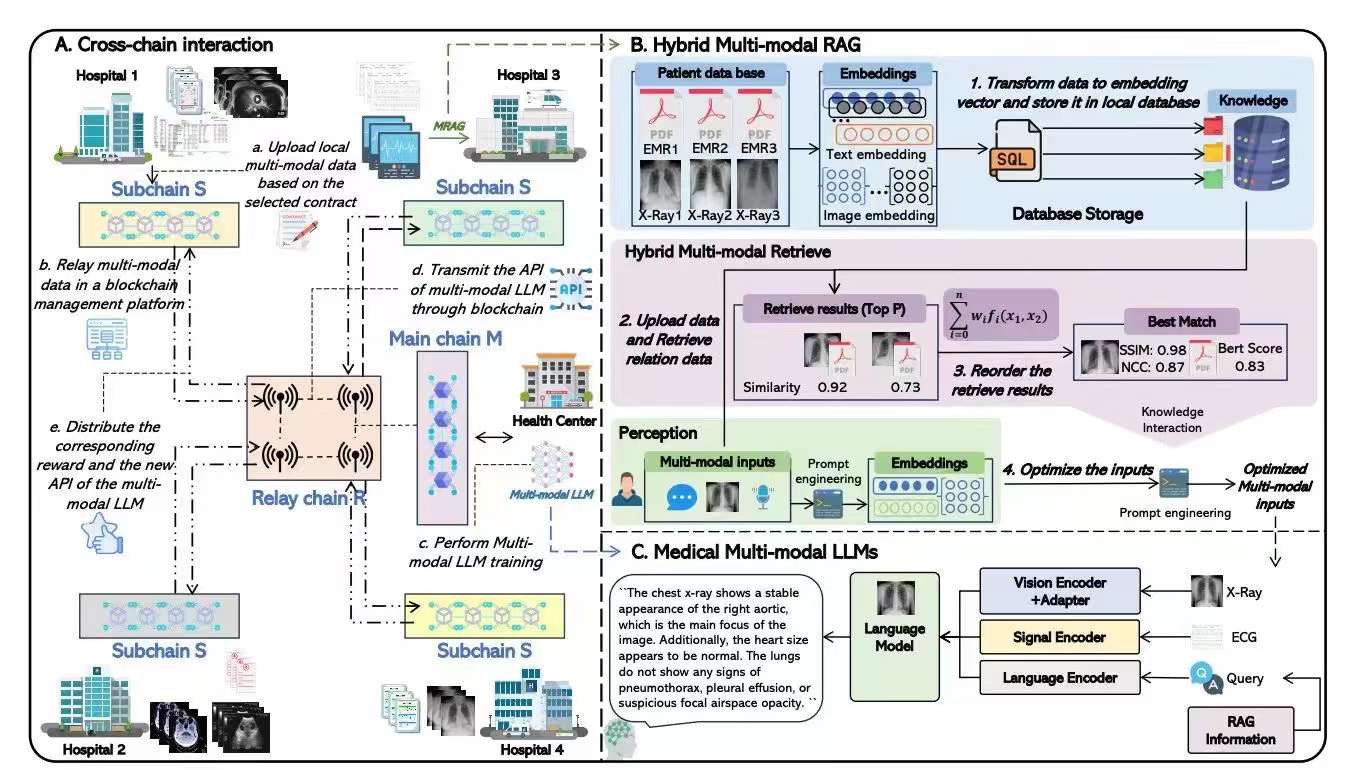 A. Cross-chain interaction
Hospital 1
Hospital 3
MRAG
a. Upload local
multi-modal data
based on the
selected contract
CONTRACT
Subchain S
Subchain S
b. Relay multi-modal
data in a blockchain
management platform
d. Transmit the API
of multi-modal LLM
through blockchain
API
Main chain M
Health Center
Multi-modal LLM
e. Distribute the
corresponding
reward and the new
API of the multi-
modal LLM
Relay chain R
c. Perform Multi-
modal LLM training
Subchain S
Subchain S
Hospital 2
Hospital 4
B. Hybrid Multi-modal RAG
Patient data base
PDF
PDF
PDF
EMR1
EMR2
EMR3
X-Ray1
X-Ray2
X-Ray3
Embeddings
Text embedding
Image embedding
1. Transform data to embedding
vector and store it in local database
SQL
Knowledge
Database Storage
Hybrid Multi-modal Retrieve
2. Upload data
and Retrieve
relation data
Retrieve results (Top P)
PDF
PDF
Similarity
0.92
0.73
∑ⁿᵢ₌₀ wᵢfᵢ(x₁, x₂)
3. Reorder the
retrieve results
Best Match
SSIM: 0.98
NCC: 0.87
PDF
Bert Score
0.83
Knowledge
Interaction
Perception
Multi-modal inputs
Prompt
engineering
Embeddings
4. Optimize the inputs
Prompt engineering
Optimized
Multi-modal
inputs
C. Medical Multi-modal LLMs
``The chest x-ray shows a stable
appearance of the right aortic,
which is the main focus of the
image. Additionally, the heart size
appears to be normal. The lungs
do not show any signs of
pneumothorax, pleural effusion, or
suspicious focal airspace opacity. ``
Language
Model
Vision Encoder
+Adapter
Signal Encoder
Language Encoder
X-Ray
ECG
Q
A
Query
RAG
Information